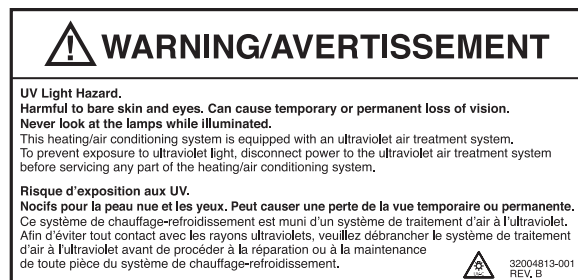 WARNING/AVERTISSEMENT
UV Light Hazard.
Harmful to bare skin and eyes. Can cause temporary or permanent loss of vision.
Never look at the lamps while illuminated.
This heating/air conditioning system is equipped with an ultraviolet air treatment system.
To prevent exposure to ultraviolet light, disconnect power to the ultraviolet air treatment system
before servicing any part of the heating/air conditioning system.
Risque d'exposition aux UV.
Nocifs pour la peau nue et les yeux. Peut causer une perte de la vue temporaire ou permanente.
Ce système de chauffage-refroidissement est muni d'un système de traitement d'air à l'ultraviolet.
Afin d'éviter tout contact avec les rayons ultraviolets, veuillez débrancher le système de traitement
d'air à l'ultraviolet avant de procéder à la réparation ou à la maintenance
de toute pièce du système de chauffage-refroidissement.
32004813-001
REV. B